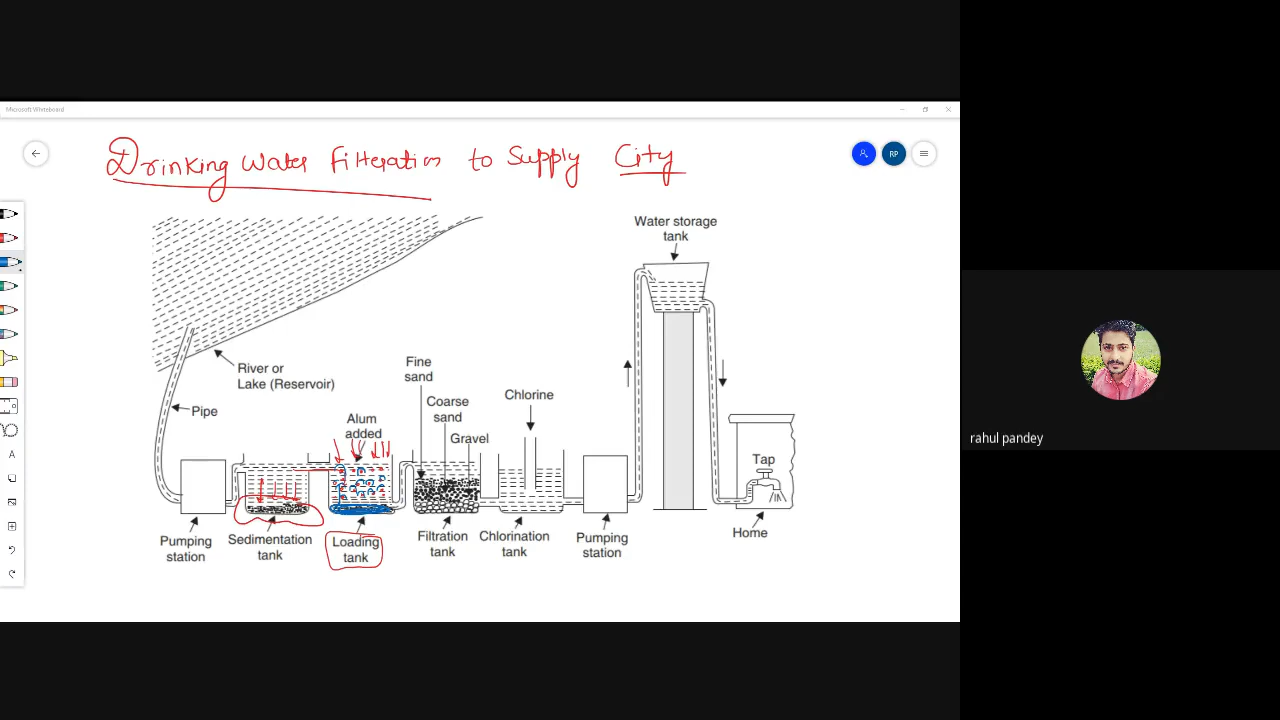 Microsoft Whiteboard
Drinking Water Filteration to Supply City
RP
Water storage
tank
River or
Lake (Reservoir)
Fine
sand
Pipe
Alum
added
Coarse
sand
Chlorine
Gravel
Tap
rahul pandey
Pumping
station
Sedimentation
tank
Loading
tank
Filtration
tank
Chlorination
tank
Pumping
station
Home
A